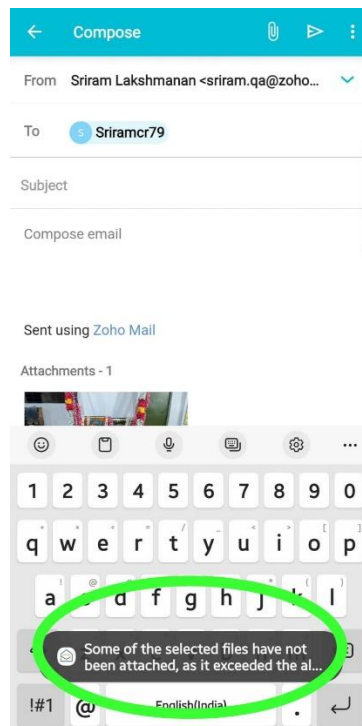 Compose
From Sriram Lakshmanan <sriram.qa@zoho...
To S Sriramcr79
Subject
Compose email
Sent using Zoho Mail
Attachments - 1
1 2 3 4 5 6 7 8 9 0
q w e r t y u i o p
a d f g h j k l
Some of the selected files have not
been attached, as it exceeded the al...
!#1 @ English(India) .